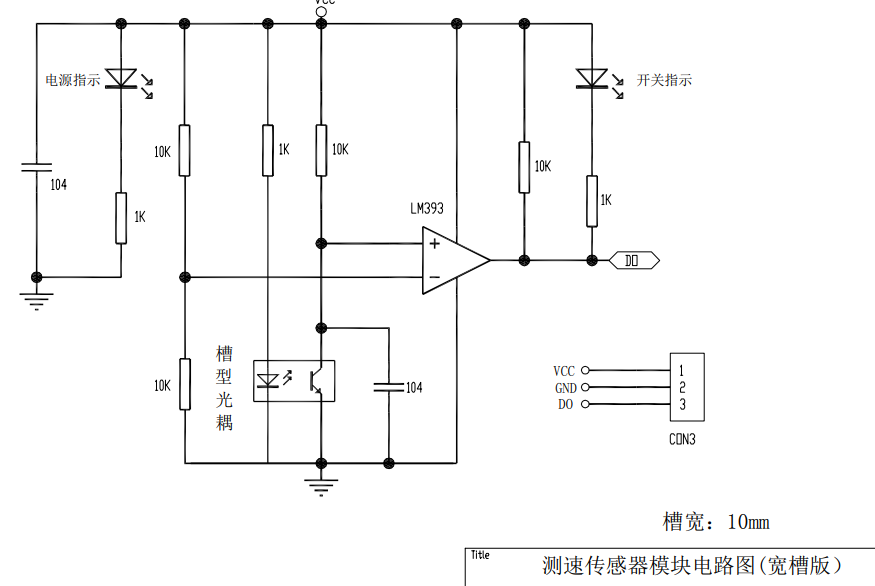 Vcc
电源指示
开关指示
10K
1K
10K
10K
104
1K
1K
LM393
+
−
DO
槽
型
光
耦
10K
104
VCC
1
GND
2
DO
3
CON3
槽宽：10mm
Title
测速传感器模块电路图(宽槽版）